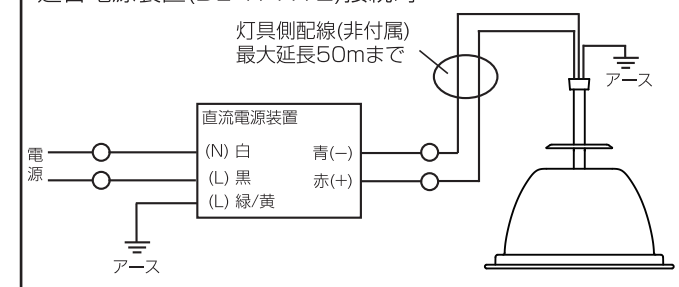 灯具側配線(非付属)
最大延長50mまで
アース
直流電源装置
電源
(N) 白
青(−)
(L) 黒
赤(+)
(L) 緑/黄
アース